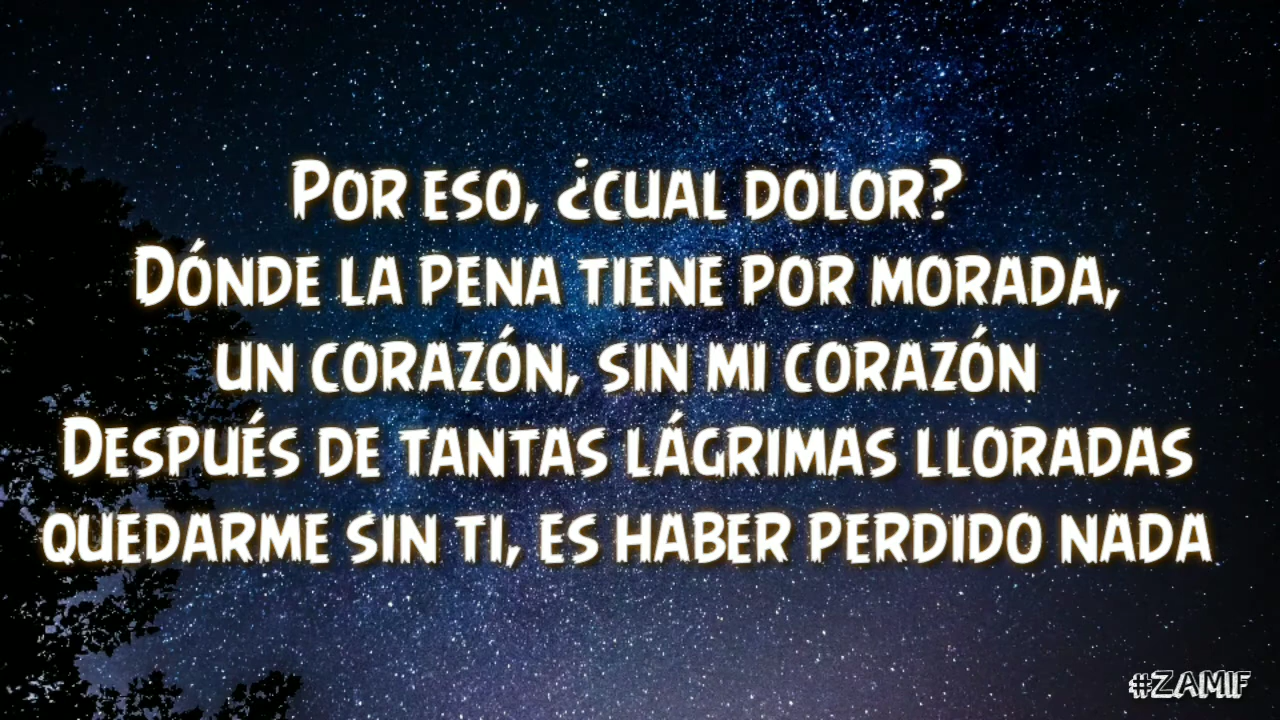 Por eso, ¿cual dolor?
Dónde la pena tiene por morada,
un corazón, sin mi corazón
Después de tantas lágrimas lloradas
quedarme sin ti, es haber perdido nada
#ZAMIF